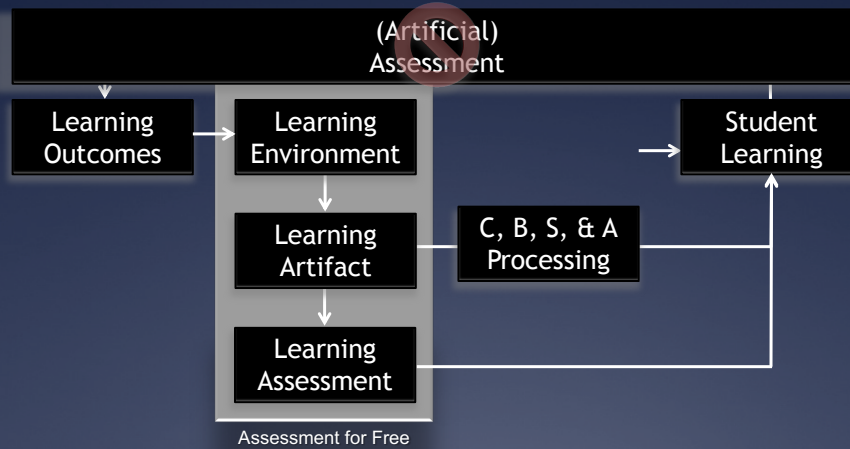 (Artificial)
Assessment
Learning
Outcomes
Learning
Environment
Student
Learning
Learning
Artifact
C, B, S, & A
Processing
Learning
Assessment
Assessment for Free